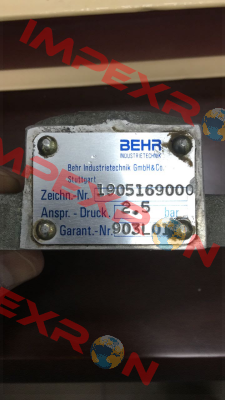 BEHR
INDUSTRIETECHNIK
Behr Industrietechnik GmbH & Co.
Stuttgart
Zeichn.-Nr. 1905169000
Anspr.-Druck. 2.5 bar
Garant.-Nr. 903L01
IMPEXRON
IMPEXRON